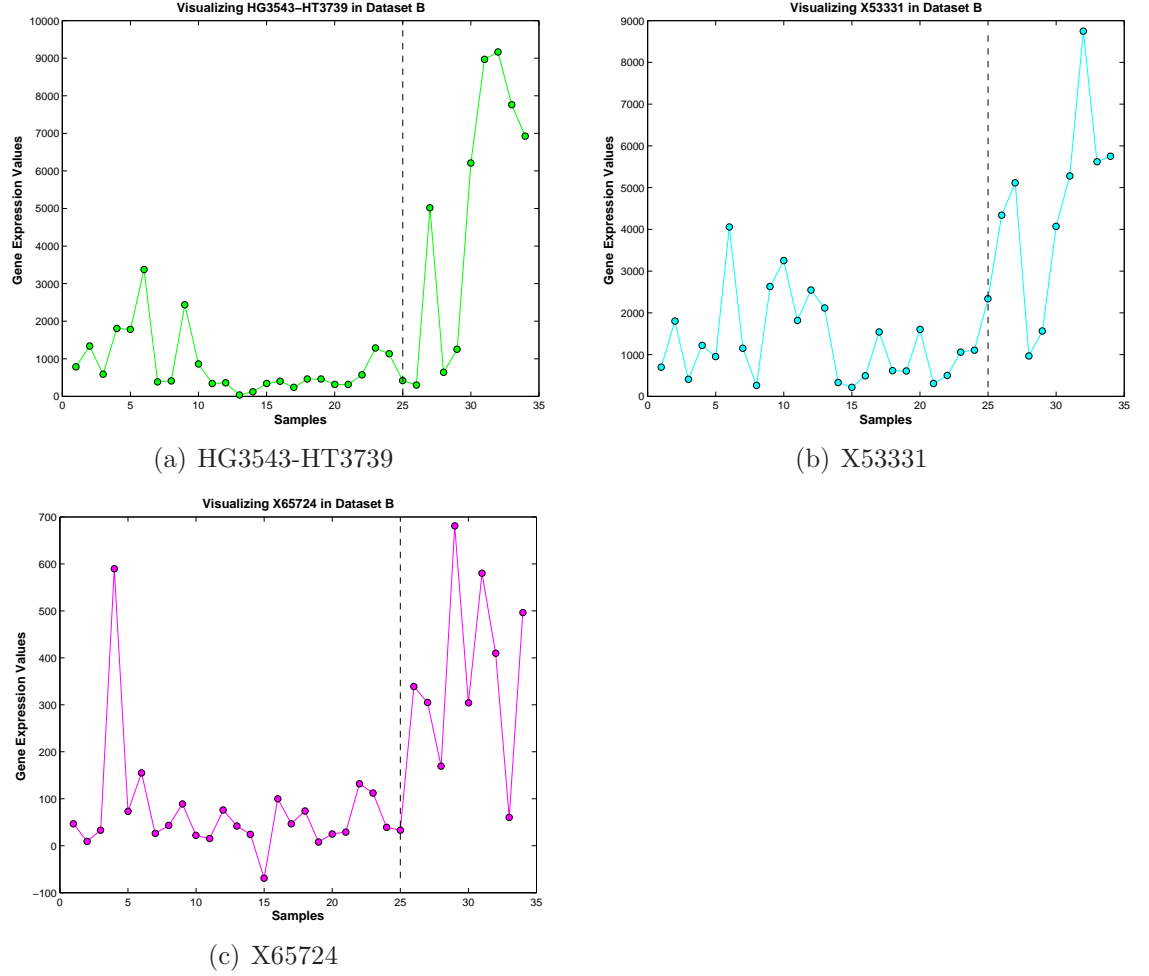 Visualizing HG3543–HT3739 in Dataset B
10000
9000
8000
7000
6000
5000
4000
3000
2000
1000
0
Gene Expression Values
0 5 10 15 20 25 30 35
Samples
(a) HG3543-HT3739
Visualizing X53331 in Dataset B
9000
8000
7000
6000
5000
4000
3000
2000
1000
0
Gene Expression Values
0 5 10 15 20 25 30 35
Samples
(b) X53331
Visualizing X65724 in Dataset B
700
600
500
400
300
200
100
0
−100
Gene Expression Values
0 5 10 15 20 25 30 35
Samples
(c) X65724